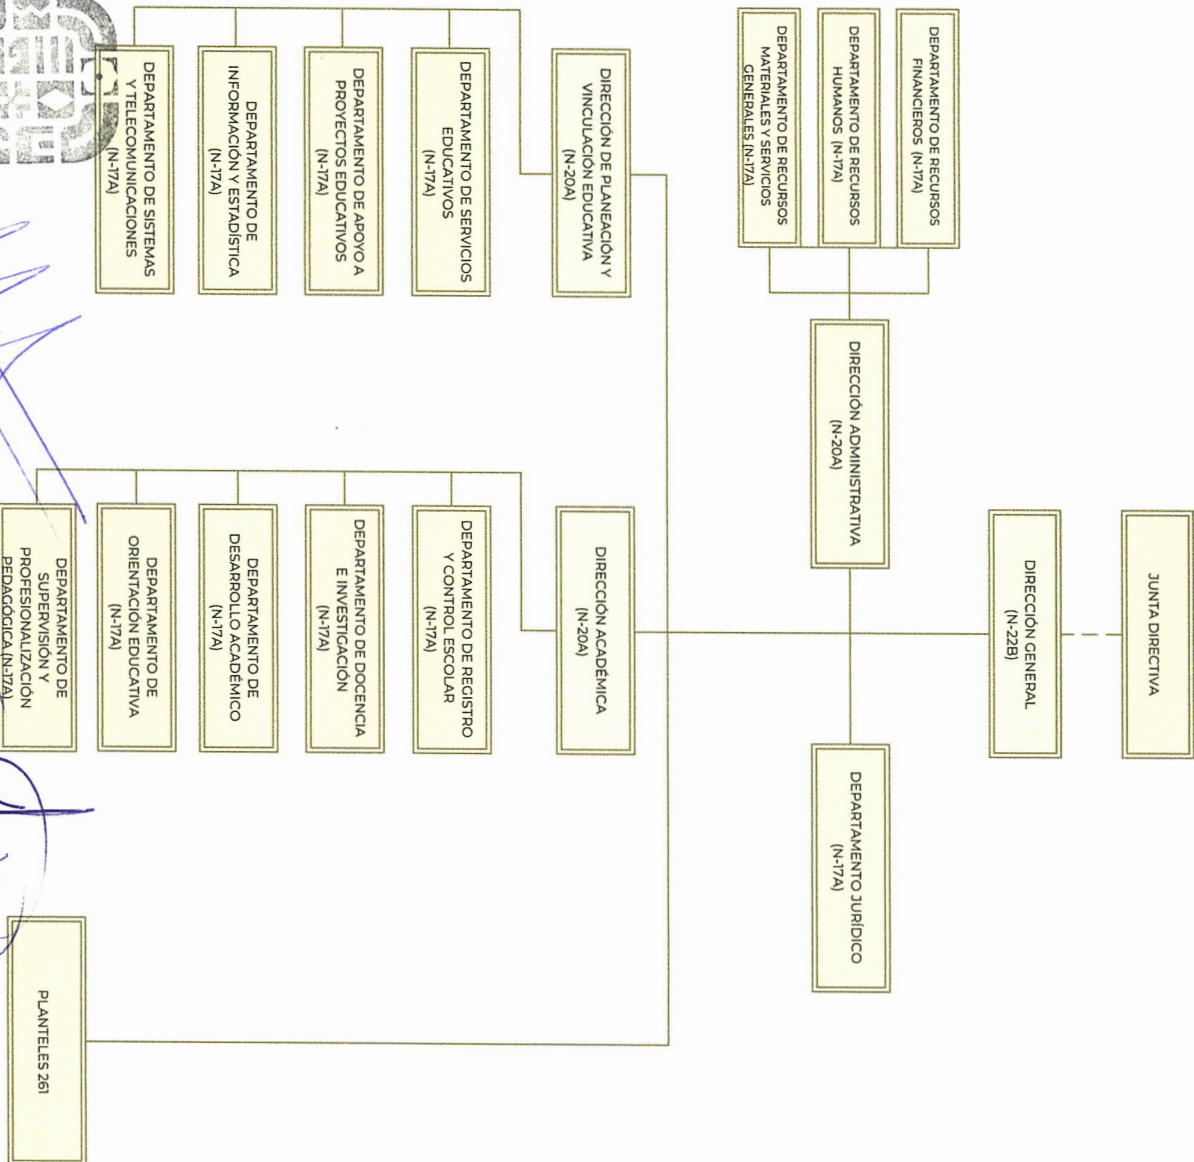 JUNTA DIRECTIVA
DIRECCIÓN GENERAL
(N-22B)
DEPARTAMENTO DE RECURSOS
FINANCIEROS (N-17A)
DEPARTAMENTO DE RECURSOS
HUMANOS (N-17A)
DEPARTAMENTO DE RECURSOS
MATERIALES Y SERVICIOS
GENERALES (N-17A)
DIRECCIÓN ADMINISTRATIVA
(N-20A)
DEPARTAMENTO JURÍDICO
(N-17A)
DIRECCIÓN DE PLANEACIÓN Y
VINCULACIÓN EDUCATIVA
(N-20A)
DEPARTAMENTO DE SERVICIOS
EDUCATIVOS
(N-17A)
DEPARTAMENTO DE APOYO A
PROYECTOS EDUCATIVOS
(N-17A)
DEPARTAMENTO DE
INFORMACIÓN Y ESTADÍSTICA
(N-17A)
DEPARTAMENTO DE SISTEMAS
Y TELECOMUNICACIONES
(N-17A)
DIRECCIÓN ACADÉMICA
(N-20A)
DEPARTAMENTO DE REGISTRO
Y CONTROL ESCOLAR
(N-17A)
DEPARTAMENTO DE DOCENCIA
E INVESTIGACIÓN
(N-17A)
DEPARTAMENTO DE
DESARROLLO ACADÉMICO
(N-17A)
DEPARTAMENTO DE
ORIENTACIÓN EDUCATIVA
(N-17A)
DEPARTAMENTO DE
SUPERVISIÓN Y
PROFESIONALIZACIÓN
PEDAGÓGICA (N-17A)
PLANTELES 261